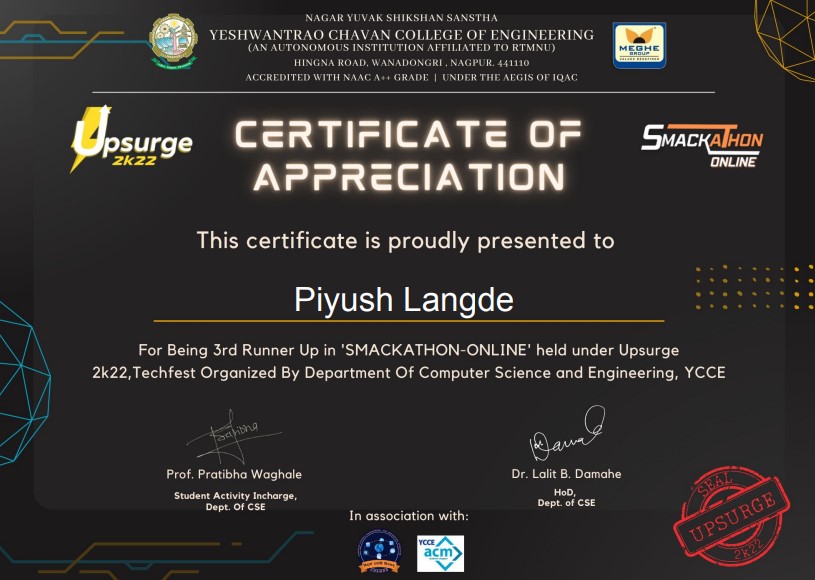 NAGAR YUVAK SHIKSHAN SANSTHA
YESHWANTRAO CHAVAN COLLEGE OF ENGINEERING
(AN AUTONOMOUS INSTITUTION AFFILIATED TO RTMNU)
HINGNA ROAD, WANADONGRI , NAGPUR, 441110
ACCREDITED WITH NAAC A++ GRADE | UNDER THE AEGIS OF IQAC
MEGHE
GROUP
Upsurge
2k22
CERTIFICATE OF
APPRECIATION
SMACKATHON
ONLINE
This certificate is proudly presented to
Piyush Langde
For Being 3rd Runner Up in 'SMACKATHON-ONLINE' held under Upsurge
2k22,Techfest Organized By Department Of Computer Science and Engineering, YCCE
Prof. Pratibha Waghale
Student Activity Incharge,
Dept. Of CSE
Dr. Lalit B. Damahe
HoD,
Dept. of CSE
SEAL
UPSURGE
2K22
In association with:
YCCE
acm